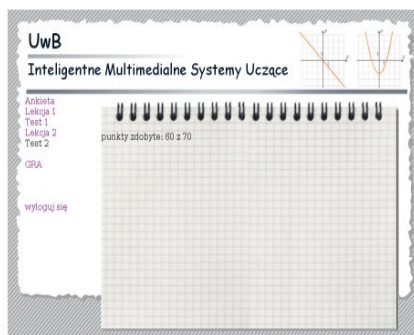 UwB
Inteligentne Multimedialne Systemy Uczące
Ankieta
Lekcja 1
Test 1
Lekcja 2
Test 2
GRA
wyloguj się
punkty zdobyte: 60 z 70